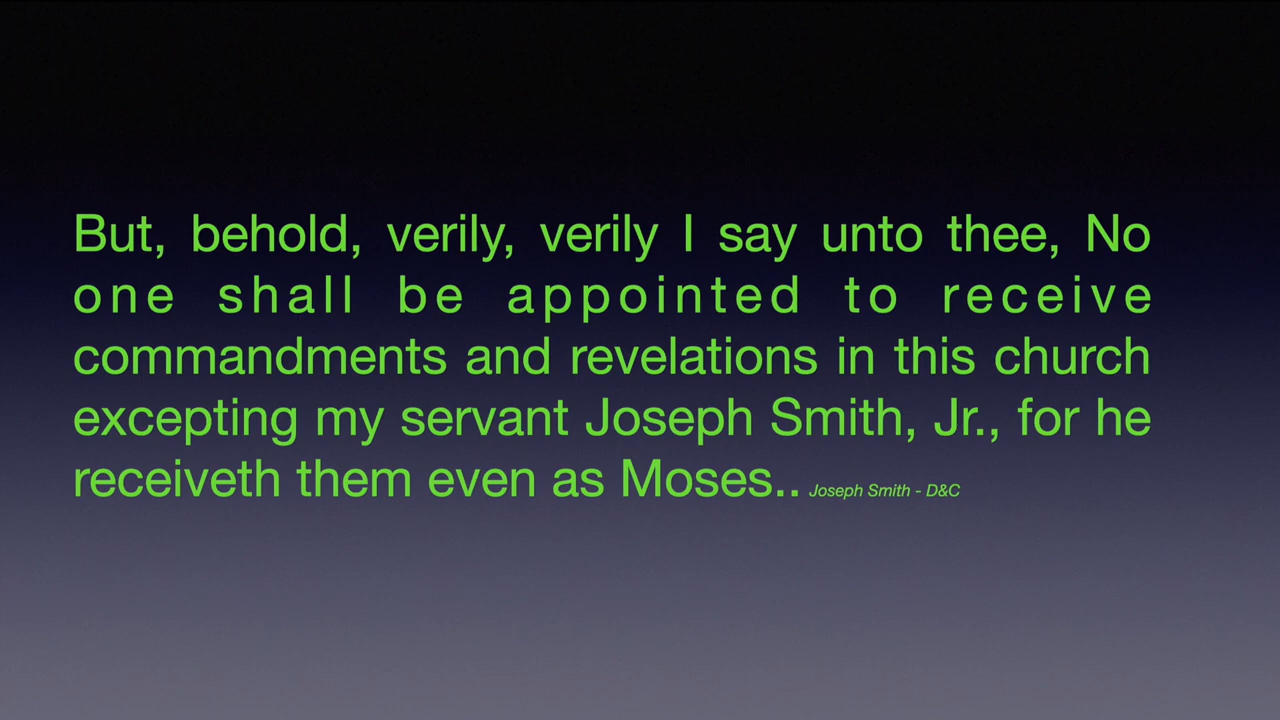 But, behold, verily, verily I say unto thee, No
one shall be appointed to receive
commandments and revelations in this church
excepting my servant Joseph Smith, Jr., for he
receiveth them even as Moses.. Joseph Smith - D&C